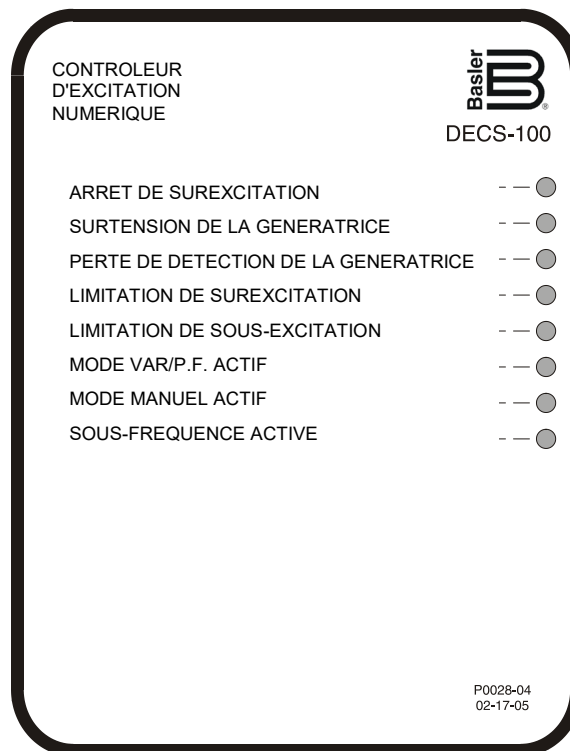 CONTROLEUR
D'EXCITATION
NUMERIQUE
Basler
DECS-100
ARRET DE SUREXCITATION
SURTENSION DE LA GENERATRICE
PERTE DE DETECTION DE LA GENERATRICE
LIMITATION DE SUREXCITATION
LIMITATION DE SOUS-EXCITATION
MODE VAR/P.F. ACTIF
MODE MANUEL ACTIF
SOUS-FREQUENCE ACTIVE
P0028-04
02-17-05